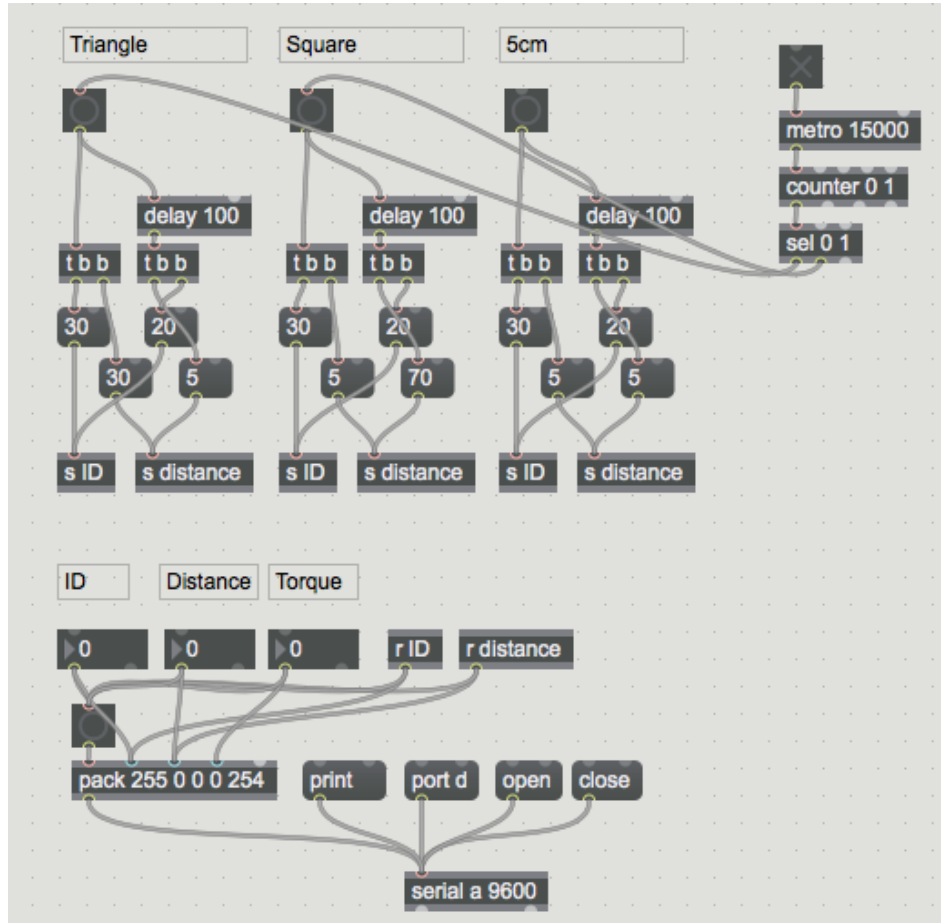 Triangle
Square
5cm
metro 15000
counter 0 1
delay 100
delay 100
delay 100
sel 0 1
t b b
t b b
t b b
t b b
t b b
t b b
30
20
30
20
30
20
30
5
5
70
5
5
s ID
s distance
s ID
s distance
s ID
s distance
ID
Distance
Torque
0
0
0
r ID
r distance
pack 255 0 0 0 254
print
port d
open
close
serial a 9600